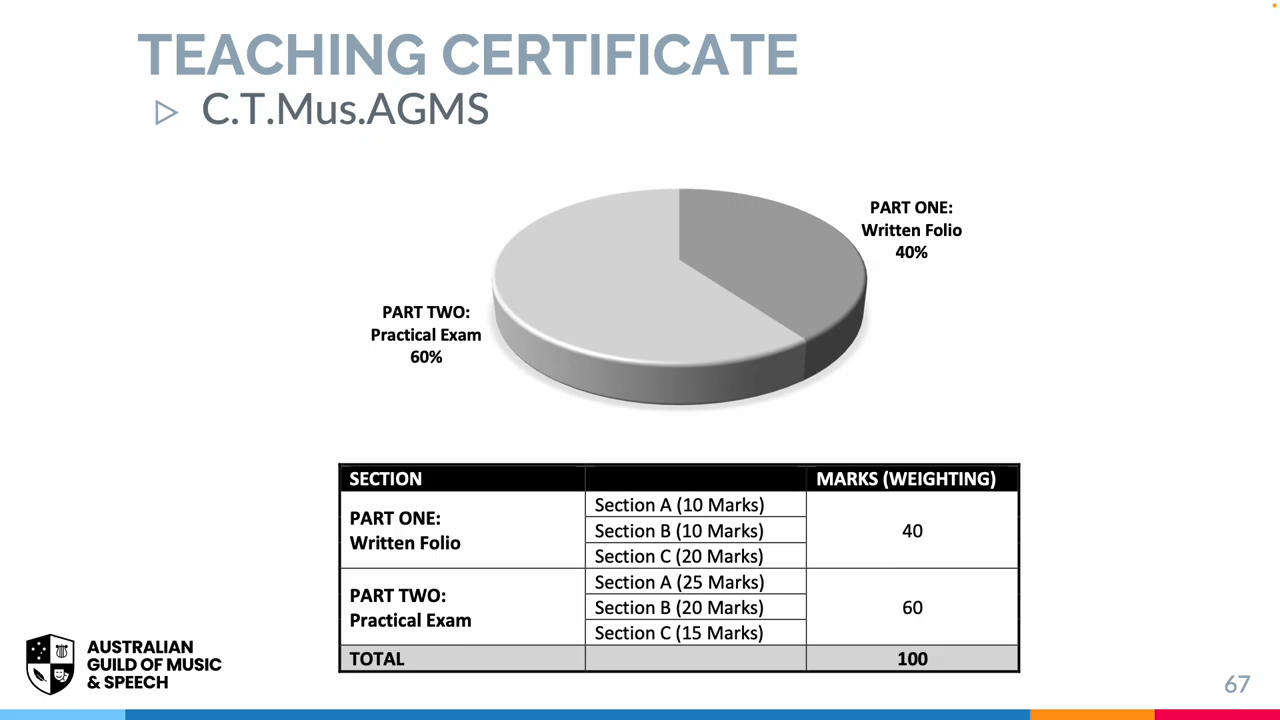 TEACHING CERTIFICATE
C.T.Mus.AGMS
PART ONE:
Written Folio
40%
PART TWO:
Practical Exam
60%
SECTION MARKS (WEIGHTING)
PART ONE:
Written Folio
Section A (10 Marks)
Section B (10 Marks)
Section C (20 Marks)
40
PART TWO:
Practical Exam
Section A (25 Marks)
Section B (20 Marks)
Section C (15 Marks)
60
TOTAL 100
AUSTRALIAN
GUILD OF MUSIC
& SPEECH
67